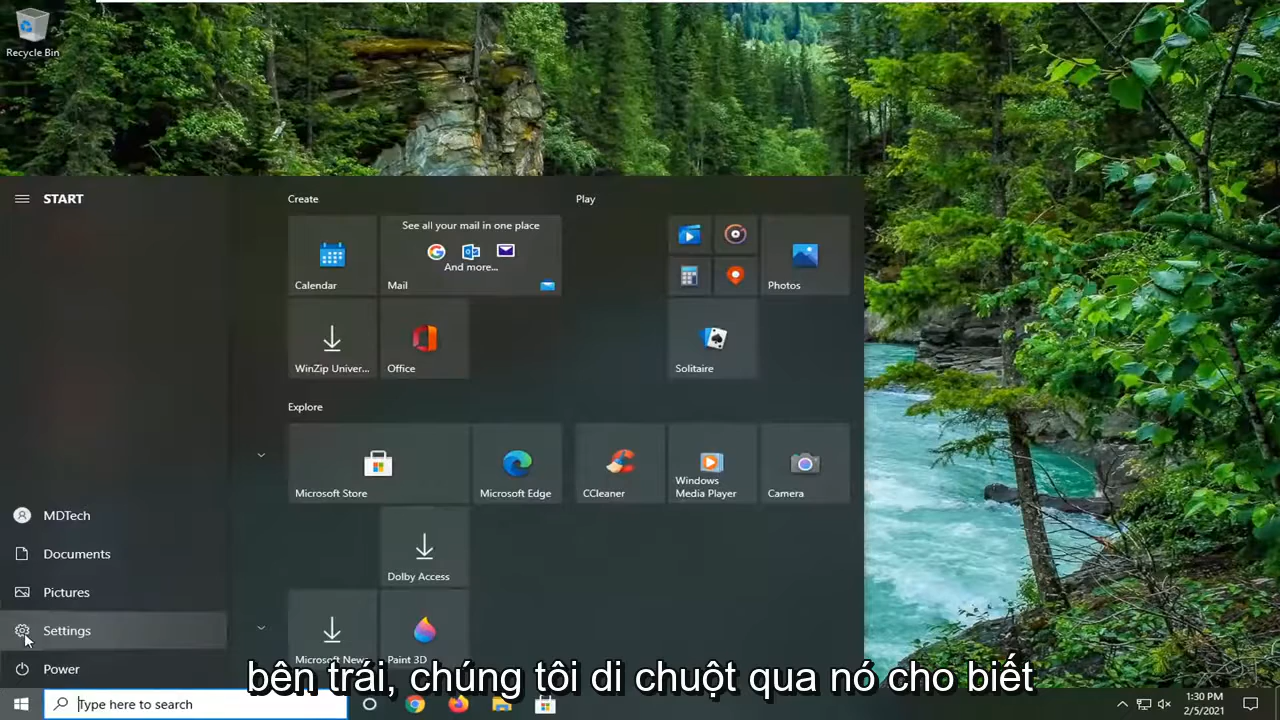 Recycle Bin
START
Create
Play
See all your mail in one place
And more...
Calendar
Mail
Photos
WinZip Univer...
Office
Solitaire
Explore
Microsoft Store
Microsoft Edge
CCleaner
Windows
Media Player
Camera
MDTech
Documents
Dolby Access
Pictures
Settings
Microsoft New
Paint 3D
Power
bên trái, chúng tôi di chuột qua nó cho biết
Type here to search
1:30 PM
2/5/2021